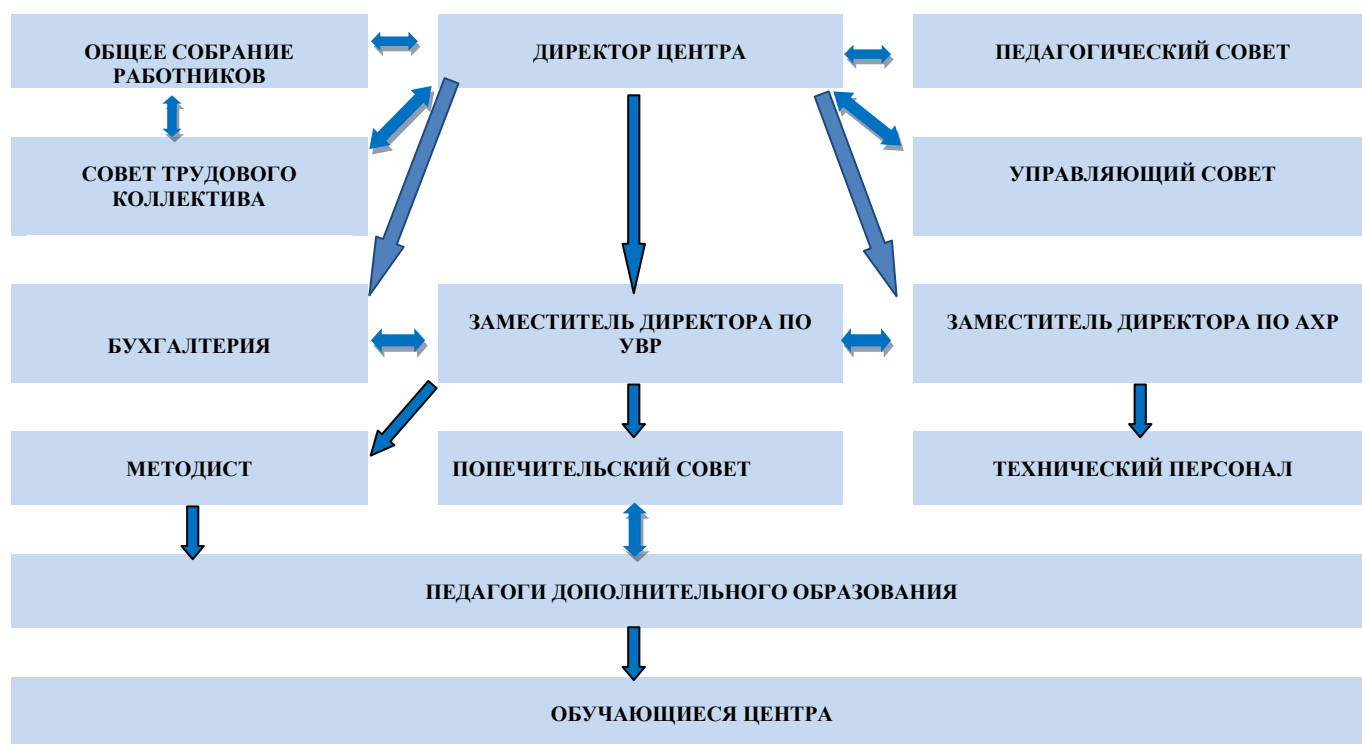 ОБЩЕЕ СОБРАНИЕ
РАБОТНИКОВ
ДИРЕКТОР ЦЕНТРА
ПЕДАГОГИЧЕСКИЙ СОВЕТ
СОВЕТ ТРУДОВОГО
КОЛЛЕКТИВА
УПРАВЛЯЮЩИЙ СОВЕТ
БУХГАЛТЕРИЯ
ЗАМЕСТИТЕЛЬ ДИРЕКТОРА ПО
УВР
ЗАМЕСТИТЕЛЬ ДИРЕКТОРА ПО АХР
МЕТОДИСТ
ПОПЕЧИТЕЛЬСКИЙ СОВЕТ
ТЕХНИЧЕСКИЙ ПЕРСОНАЛ
ПЕДАГОГИ ДОПОЛНИТЕЛЬНОГО ОБРАЗОВАНИЯ
ОБУЧАЮЩИЕСЯ ЦЕНТРА